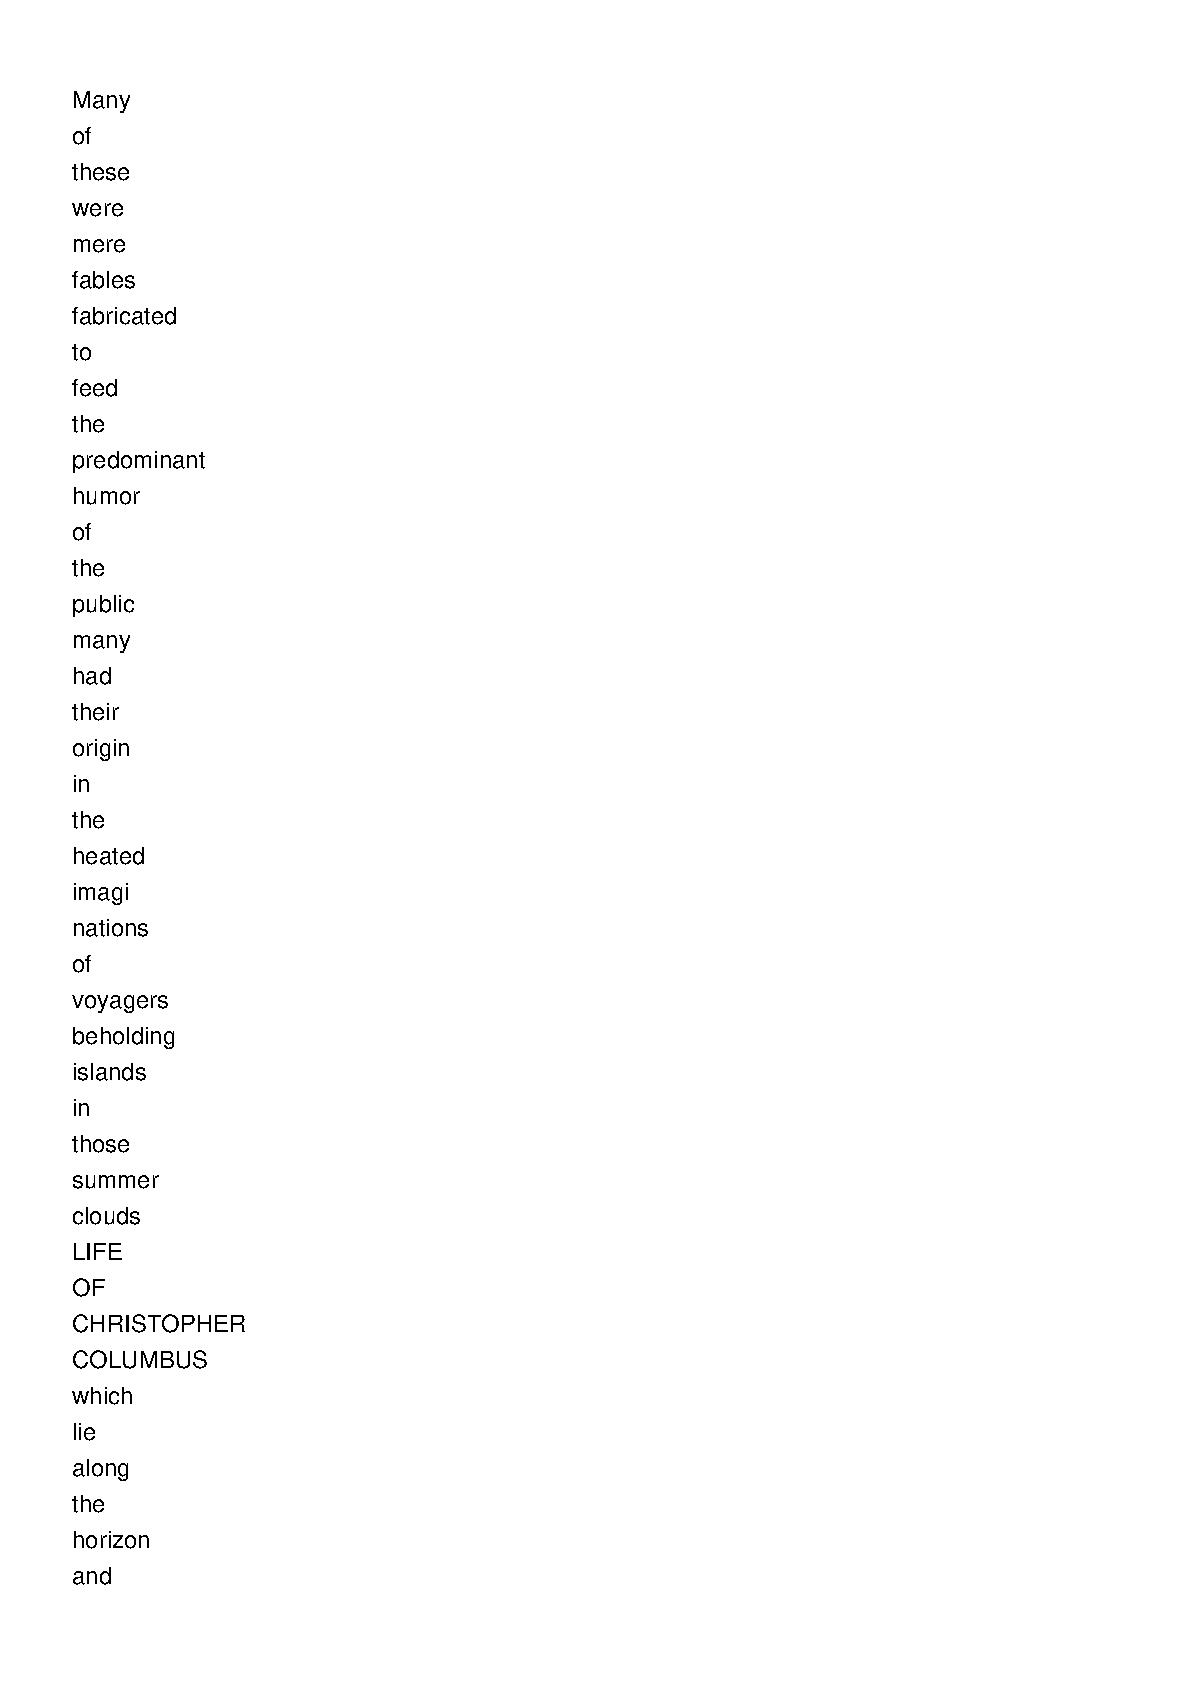 Many
of
these
were
mere
fables
fabricated
to
feed
the
predominant
humor
of
the
public
many
had
their
origin
in
the
heated
imagi
nations
of
voyagers
beholding
islands
in
those
summer
clouds
LIFE
OF
CHRISTOPHER
COLUMBUS
which
lie
along
the
horizon
and